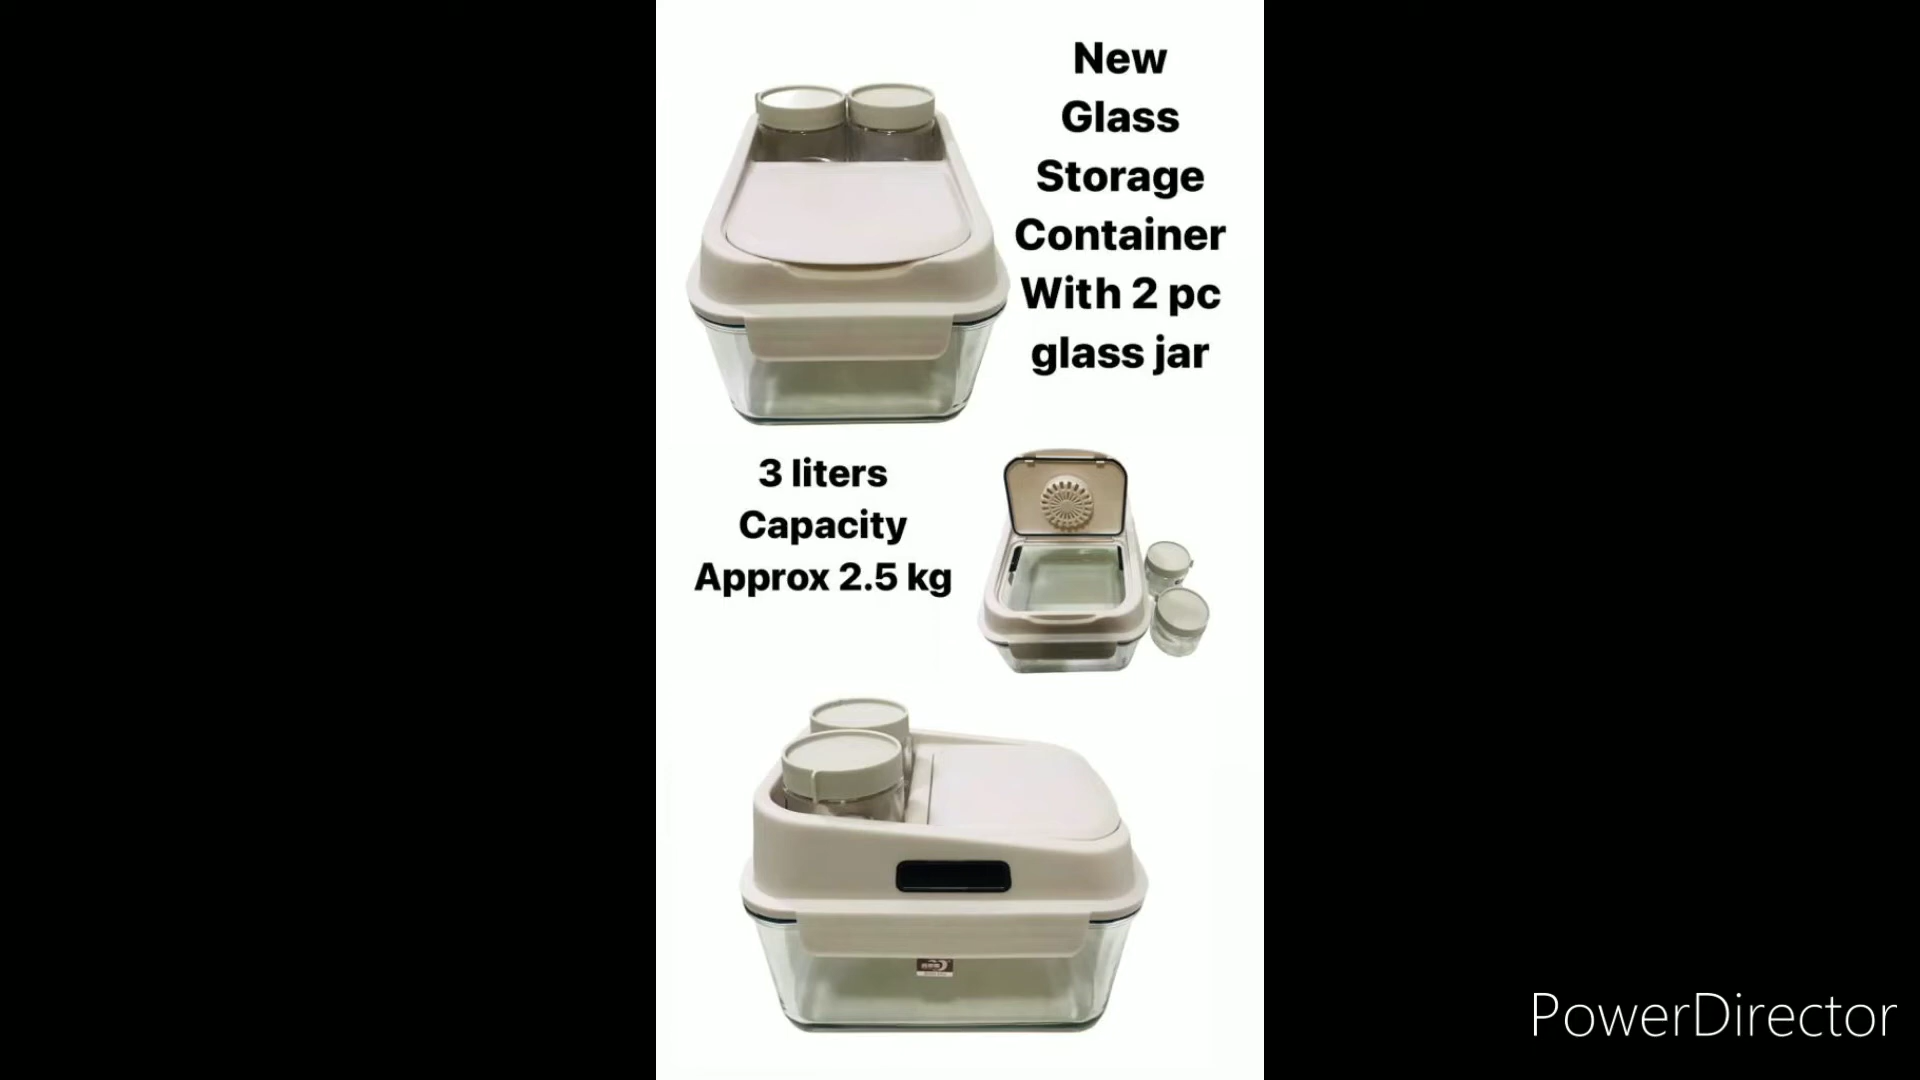 New
Glass
Storage
Container
With 2 pc
glass jar
3 liters
Capacity
Approx 2.5 kg
PowerDirector